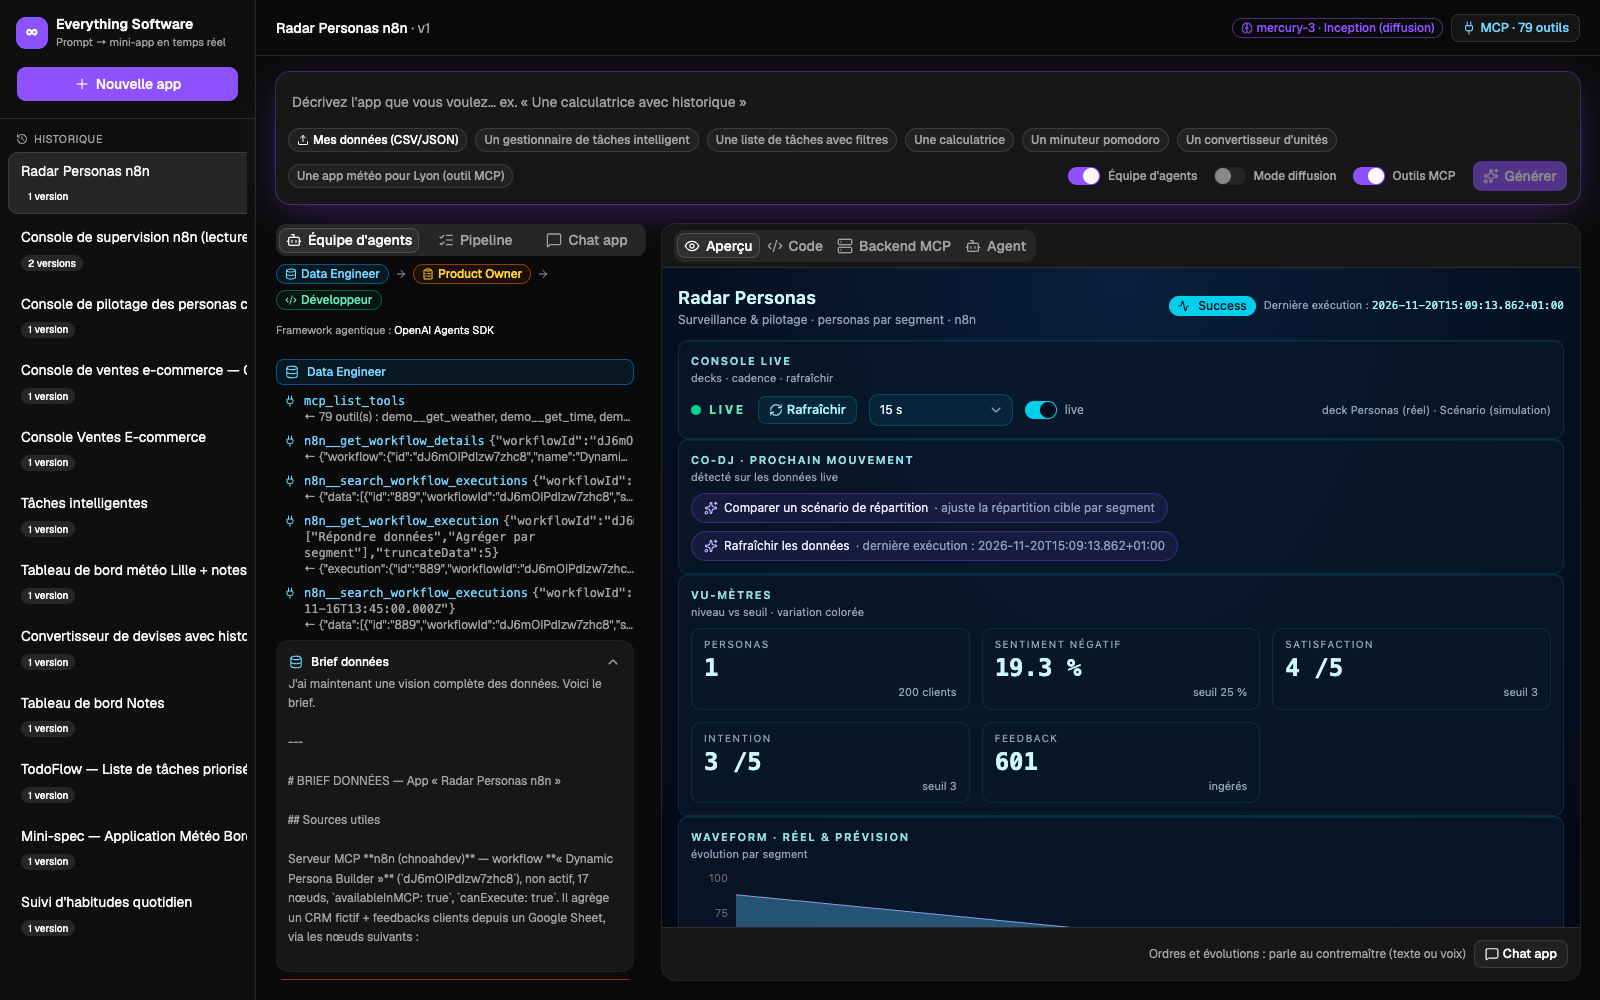 Everything Software
Prompt → mini-app en temps réel
Nouvelle app
HISTORIQUE
Radar Personas n8n
1 version
Console de supervision n8n (lecture
2 versions
Console de pilotage des personas c
1 version
Console de ventes e-commerce —
1 version
Console Ventes E-commerce
1 version
Tâches intelligentes
1 version
Tableau de bord météo Lille + notes
1 version
Convertisseur de devises avec histo
1 version
Tableau de bord Notes
1 version
TodoFlow — Liste de tâches priorisé
1 version
Mini-spec — Application Météo Bor
1 version
Suivi d'habitudes quotidien
1 version
Radar Personas n8n · v1
mercury-3 · Inception (diffusion)
MCP · 79 outils
Décrivez l'app que vous voulez... ex. « Une calculatrice avec historique »
Mes données (CSV/JSON)
Un gestionnaire de tâches intelligent
Une liste de tâches avec filtres
Une calculatrice
Un minuteur pomodoro
Un convertisseur d'unités
Une app météo pour Lyon (outil MCP)
Équipe d'agents
Mode diffusion
Outils MCP
Générer
Équipe d'agents
Pipeline
Chat app
Data Engineer → Product Owner →
Développeur
Framework agentique : OpenAI Agents SDK
Data Engineer
mcp_list_tools
← 79 outil(s) : demo__get_weather, demo__get_time, dem...
n8n__get_workflow_details {"workflowId":"dJ6mO
← {"workflow":{"id":"dJ6mOIPdIzw7zhc8","name":"Dynami...
n8n__search_workflow_executions {"workflowId":
← {"data":[{"id":"889","workflowId":"dJ6mOIPdIzw7zhc8","s...
n8n__get_workflow_execution {"workflowId":"dJ6
["Répondre données","Agréger par
segment"],"truncateData":5}
← {"execution":{"id":"889","workflowId":"dJ6mOIPdIzw7zhc...
n8n__search_workflow_executions {"workflowId":
11-16T13:45:00.000Z"}
← {"data":[{"id":"889","workflowId":"dJ6mOIPdIzw7zhc8","s...
Brief données
J'ai maintenant une vision complète des données. Voici le
brief.
---
# BRIEF DONNÉES — App « Radar Personas n8n »
## Sources utiles
Serveur MCP **n8n (chnoahdev)** — workflow **« Dynamic
Persona Builder »** (`dJ6mOIPdIzw7zhc8`), non actif, 17
nœuds, `availableInMCP: true`, `canExecute: true`. Il agrège
un CRM fictif + feedbacks clients depuis un Google Sheet,
via les nœuds suivants :
Aperçu
Code
Backend MCP
Agent
Radar Personas
Surveillance & pilotage · personas par segment · n8n
Success
Dernière exécution : 2026-11-20T15:09:13.862+01:00
CONSOLE LIVE
decks · cadence · rafraîchir
LIVE
Rafraîchir
15 s
live
deck Personas (réel) · Scénario (simulation)
CO-DJ · PROCHAIN MOUVEMENT
détecté sur les données live
Comparer un scénario de répartition · ajuste la répartition cible par segment
Rafraîchir les données · dernière exécution : 2026-11-20T15:09:13.862+01:00
VU-MÈTRES
niveau vs seuil · variation colorée
PERSONAS
1
200 clients
SENTIMENT NÉGATIF
19.3 %
seuil 25 %
SATISFACTION
4 /5
seuil 3
INTENTION
3 /5
seuil 3
FEEDBACK
601
ingérés
WAVEFORM · RÉEL & PRÉVISION
évolution par segment
100
75
Ordres et évolutions : parle au contremaître (texte ou voix)
Chat app